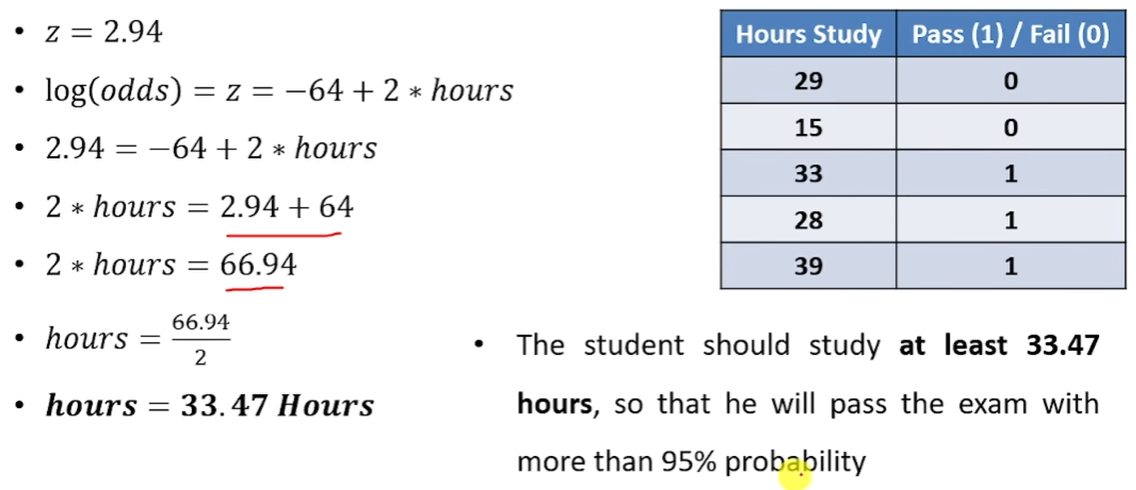 • z = 2.94
• log(odds) = z = −64 + 2 ∗ hours
• 2.94 = −64 + 2 ∗ hours
• 2 ∗ hours = 2.94 + 64
• 2 ∗ hours = 66.94
• hours = 66.94 / 2
• hours = 33.47 Hours
Hours Study Pass (1) / Fail (0)
29 0
15 0
33 1
28 1
39 1
• The student should study at least 33.47
hours, so that he will pass the exam with
more than 95% probability